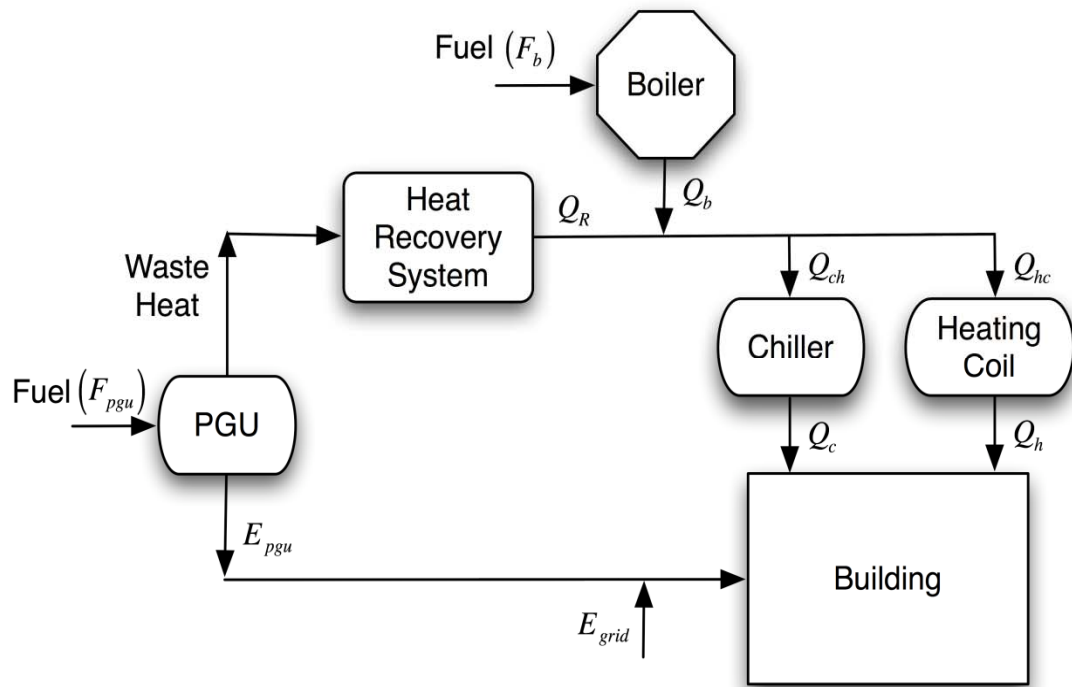 Fuel (F_b)
Boiler
Q_b
Heat
Recovery
System
Q_R
Waste
Heat
Q_ch
Q_hc
Chiller
Heating
Coil
Fuel (F_pgu)
PGU
Q_c
Q_h
E_pgu
Building
E_grid